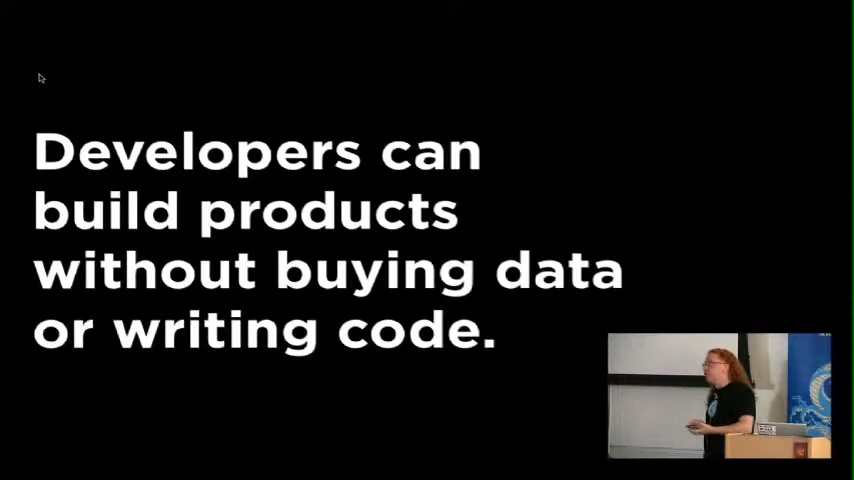 Developers can
build products
without buying data
or writing code.